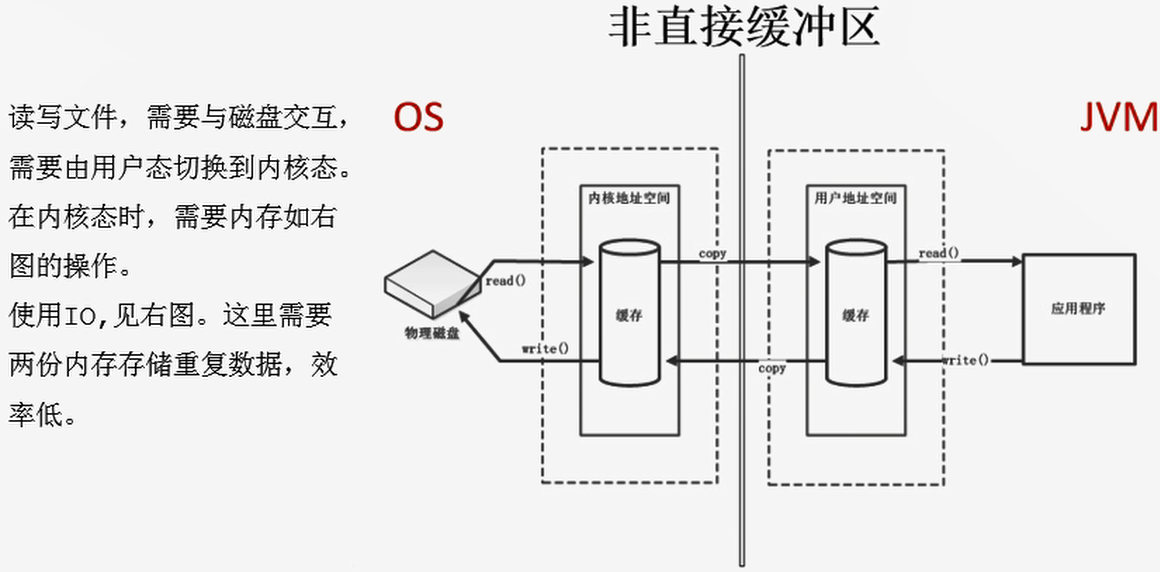 非直接缓冲区
读写文件，需要与磁盘交互，
需要由用户态切换到内核态。
在内核态时，需要内存如右
图的操作。
使用IO,见右图。这里需要
两份内存存储重复数据，效
率低。
OS
JVM
内核地址空间
用户地址空间
copy
read()
read()
缓存
缓存
应用程序
物理磁盘
write()
copy
write()